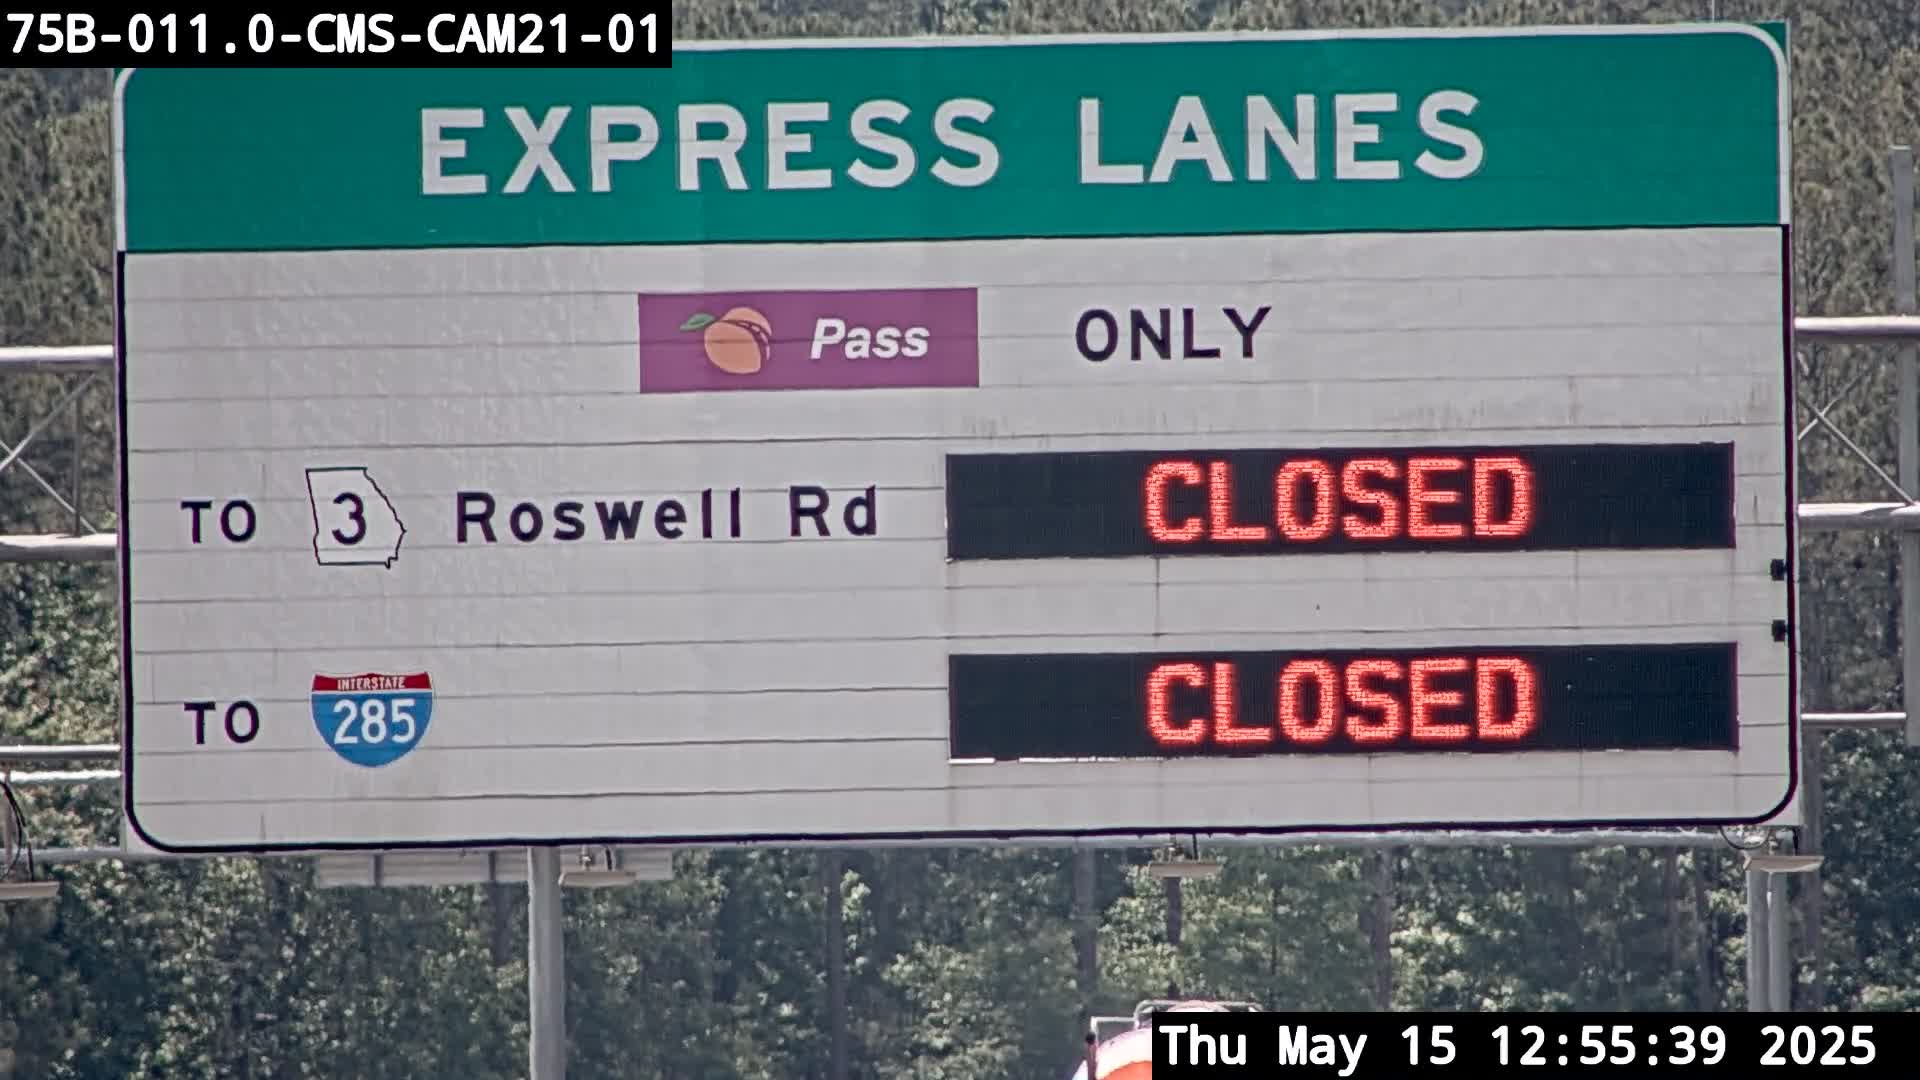 75B-011.0-CMS-CAM21-01
EXPRESS LANES
Pass ONLY
TO 3 Roswell Rd CLOSED
INTERSTATE
TO 285 CLOSED
Thu May 15 12:55:39 2025